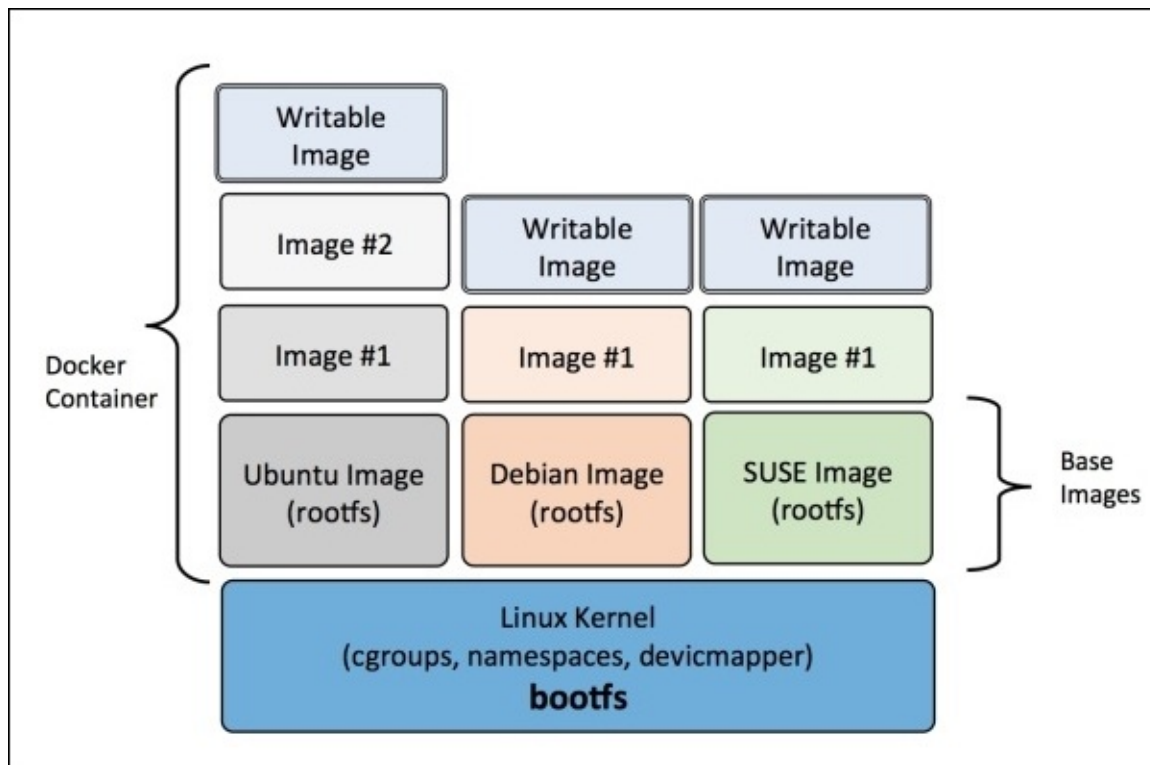 Writable
Image
Image #2
Writable
Image
Writable
Image
Image #1
Image #1
Image #1
Docker
Container
Ubuntu Image
(rootfs)
Debian Image
(rootfs)
SUSE Image
(rootfs)
Base
Images
Linux Kernel
(cgroups, namespaces, devicmapper)
bootfs